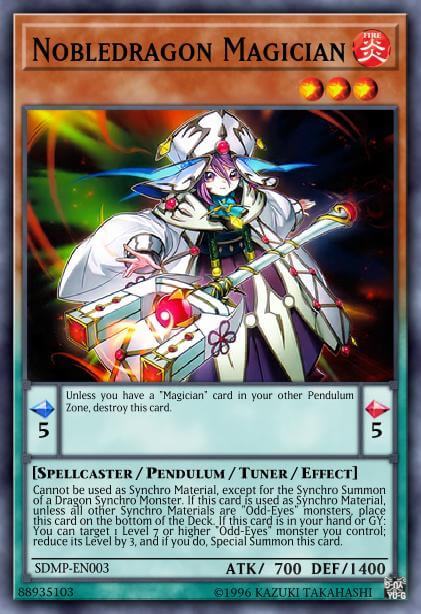 Nobledragon Magician
FIRE
炎
Unless you have a "Magician" card in your other Pendulum
Zone, destroy this card.
5
5
[Spellcaster / Pendulum / Tuner / Effect]
Cannot be used as Synchro Material, except for the Synchro Summon
of a Dragon Synchro Monster. If this card is used as Synchro Material,
unless all other Synchro Materials are "Odd-Eyes" monsters, place
this card on the bottom of the Deck. If this card is in your hand or GY:
You can target 1 Level 7 or higher "Odd-Eyes" monster you control;
reduce its Level by 3, and if you do, Special Summon this card.
SDMP-EN003
ATK/ 700 DEF/1400
88935103
©1996 KAZUKI TAKAHASHI